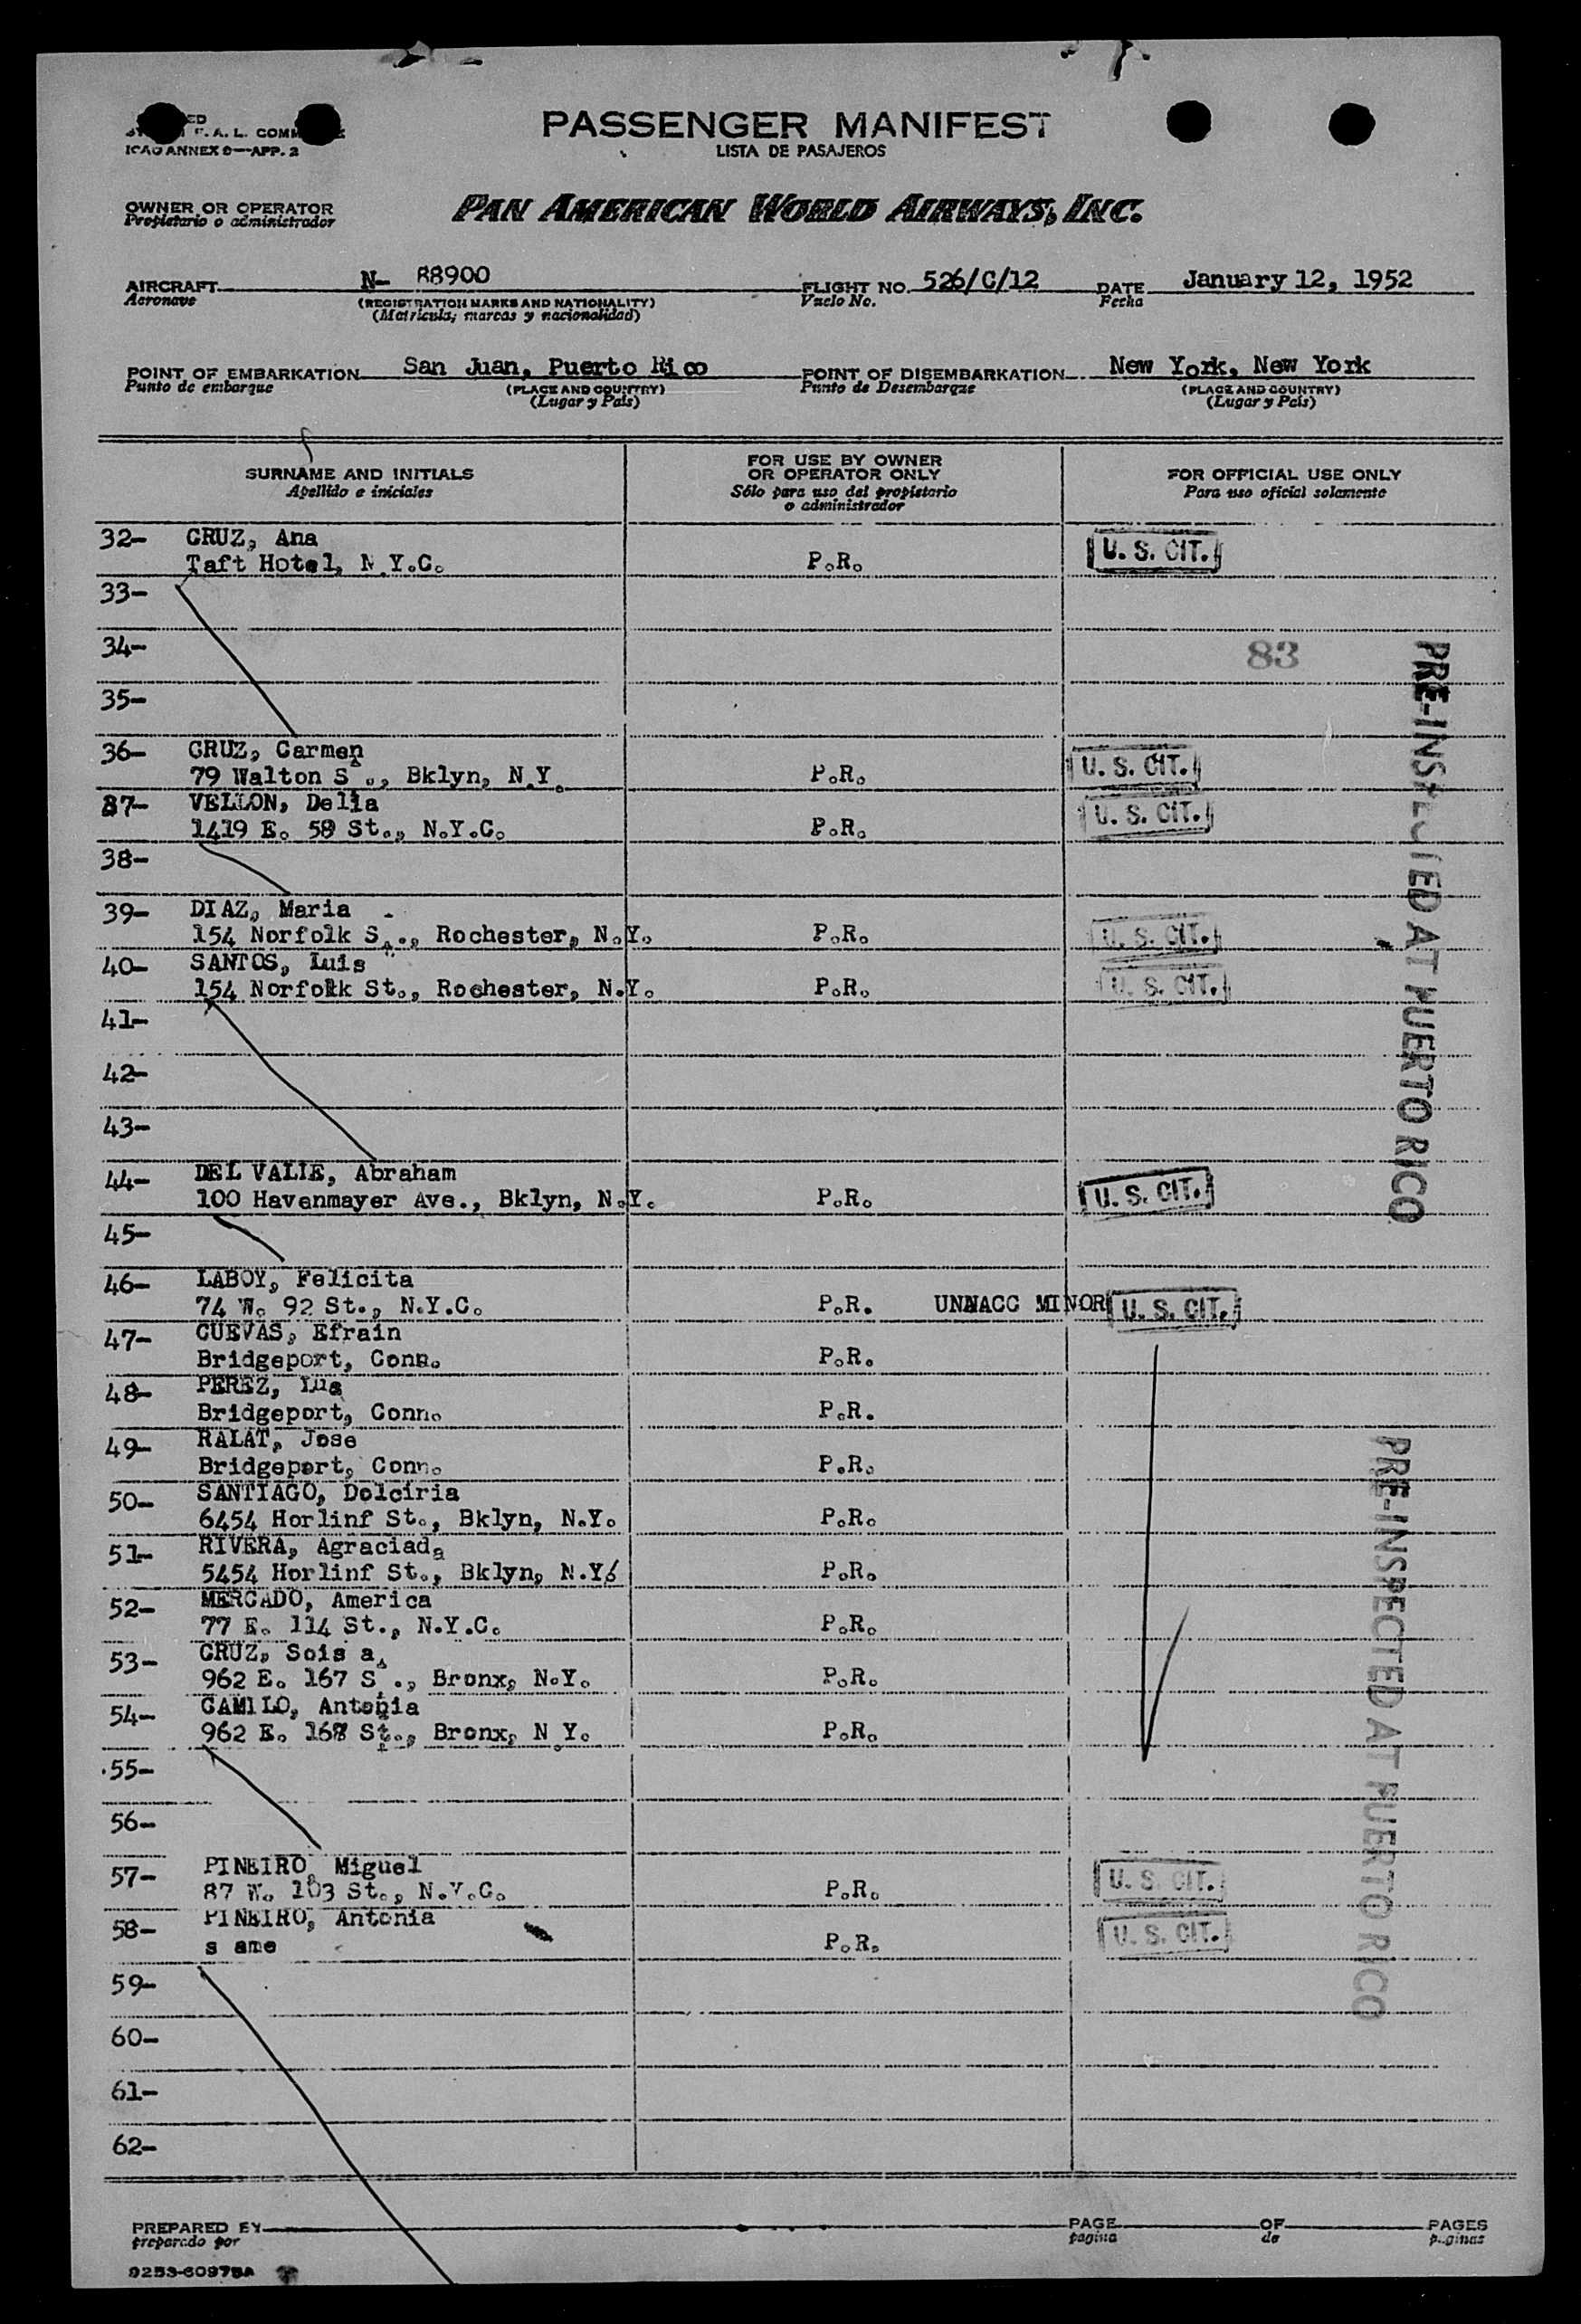 F. A. L. COMM
ICAO ANNEX 9—APP. 2
PASSENGER MANIFEST
LISTA DE PASAJEROS
OWNER OR OPERATOR
Propietario o administrador
PAN AMERICAN WORLD AIRWAYS, INC.
AIRCRAFT N- 88900 FLIGHT NO. 526/C/12 DATE January 12, 1952
Aeronave (REGISTRATION MARKS AND NATIONALITY) Vuelo No. Fecha
(Matricula; marcas y nacionalidad)
POINT OF EMBARKATION San Juan, Puerto Rico POINT OF DISEMBARKATION New York, New York
Punto de embarque (PLACE AND COUNTRY) Punto de Desembarque (PLACE AND COUNTRY)
(Lugar y Pais) (Lugar y Pais)
SURNAME AND INITIALS FOR USE BY OWNER OR OPERATOR ONLY FOR OFFICIAL USE ONLY
Apellido e iniciales Sólo para uso del propietario o administrador Para uso oficial solamente
32- CRUZ, Ana
Taft Hotel, N.Y.C. P.R. U. S. CIT.
33-
34- 83
35-
36- CRUZ, Carmen
79 Walton S ., Bklyn, N.Y. P.R. U. S. CIT.
37- VELLON, Delia
1419 E. 58 St., N.Y.C. P.R. U. S. CIT.
38-
39- DIAZ, Maria
154 Norfolk S ., Rochester, N.Y. P.R. U. S. CIT.
40- SANTOS, Luis
154 Norfolk St., Rochester, N.Y. P.R. U. S. CIT.
41-
42-
43-
44- DEL VALLE, Abraham
100 Havenmayer Ave., Bklyn, N.Y. P.R. U. S. CIT.
45-
46- LABOY, Felicita
74 W. 92 St., N.Y.C. P.R. UNNACC MINOR U. S. CIT.
47- CUEVAS, Efrain
Bridgeport, Conn. P.R.
48- PEREZ, Lus
Bridgeport, Conn. P.R.
49- RALAT, Jose
Bridgeport, Conn. P.R.
50- SANTIAGO, Dolciria
6454 Horlinf St., Bklyn, N.Y. P.R.
51- RIVERA, Agraciada
5454 Horlinf St., Bklyn, N.Y. P.R.
52- MERCADO, America
77 E. 114 St., N.Y.C. P.R.
53- CRUZ, Sois a
962 E. 167 S ., Bronx, N.Y. P.R.
54- CAMILO, Antonia
962 E. 168 St., Bronx, N.Y. P.R.
55-
56-
57- PINEIRO, Miguel
87 W. 103 St., N.Y.C. P.R. U. S. CIT.
58- PINEIRO, Antonia
s ame P.R. U. S. CIT.
59-
60-
61-
62-
PRE-INSPECTED AT PUERTO RICO
PRE-INSPECTED AT PUERTO RICO
PREPARED BY PAGE OF PAGES
preparado por pagina de paginas
9253-60975A